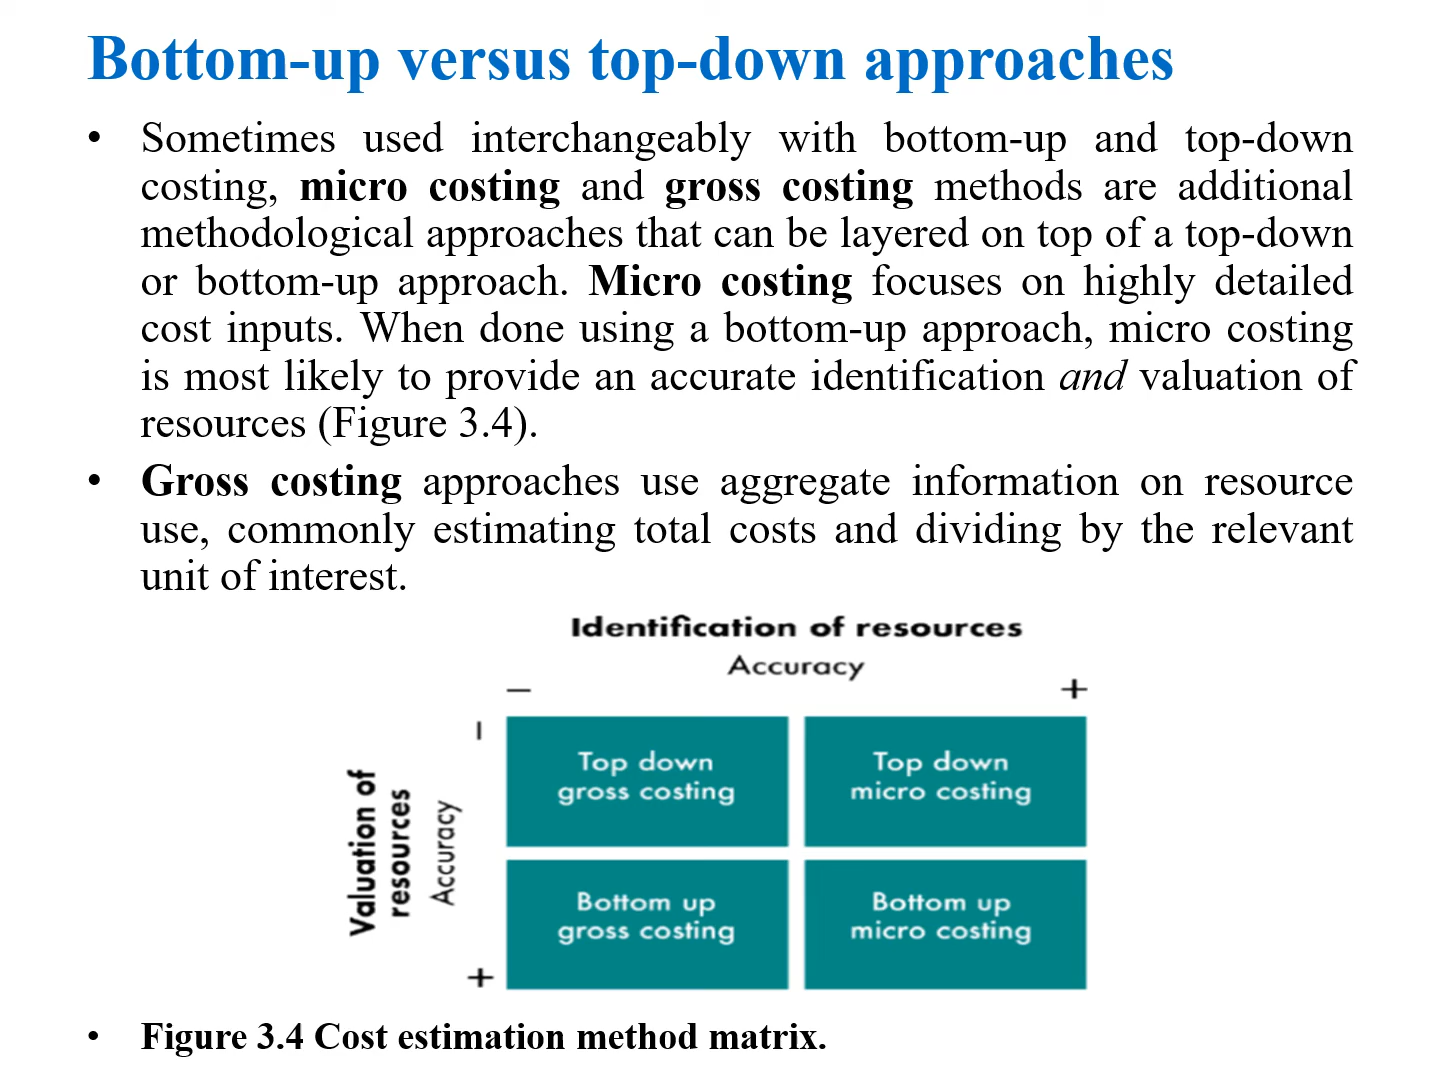 Bottom-up versus top-down approaches
• Sometimes used interchangeably with bottom-up and top-down
costing, micro costing and gross costing methods are additional
methodological approaches that can be layered on top of a top-down
or bottom-up approach. Micro costing focuses on highly detailed
cost inputs. When done using a bottom-up approach, micro costing
is most likely to provide an accurate identification and valuation of
resources (Figure 3.4).
• Gross costing approaches use aggregate information on resource
use, commonly estimating total costs and dividing by the relevant
unit of interest.
Identification of resources
Accuracy
– +
Valuation of
resources
Accuracy
–
+
Top down
gross costing
Top down
micro costing
Bottom up
gross costing
Bottom up
micro costing
• Figure 3.4 Cost estimation method matrix.